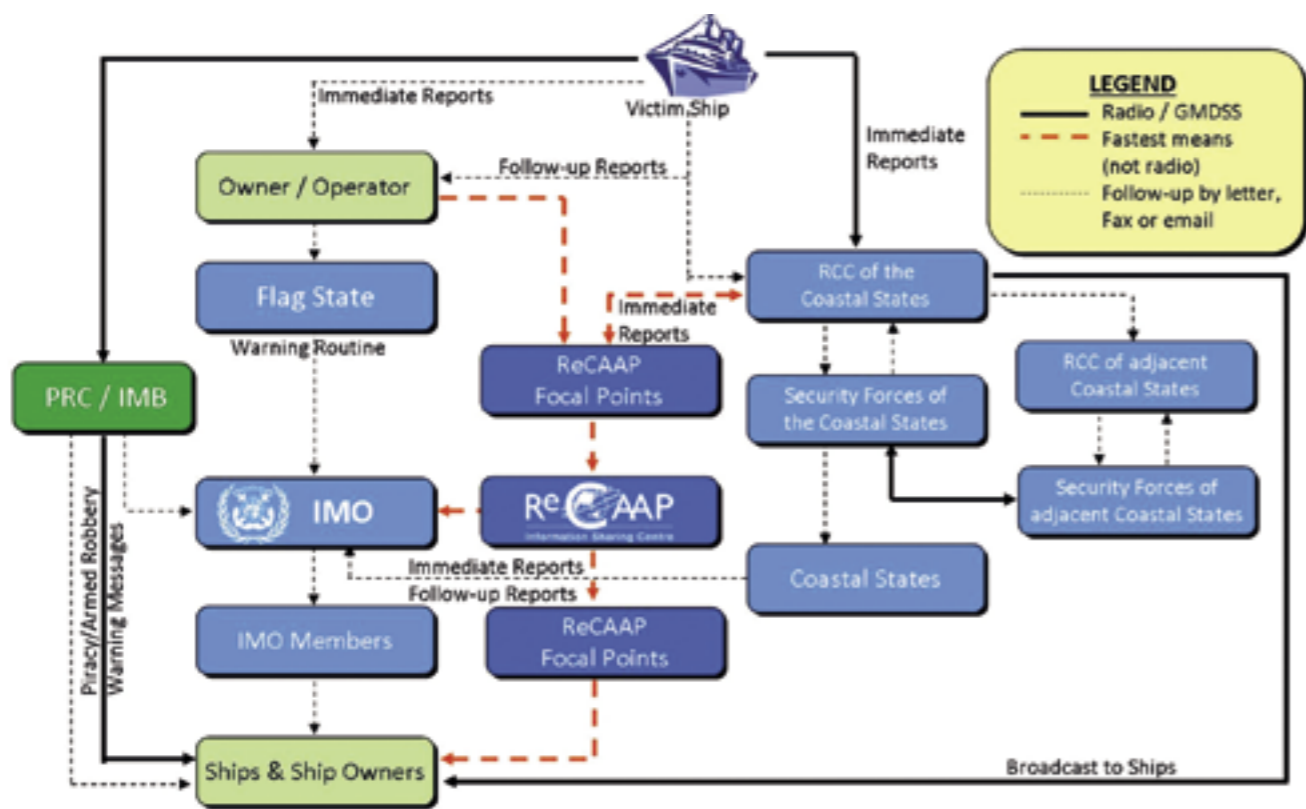 Immediate Reports
Victim Ship
LEGEND
Radio / GMDSS
Fastest means
(not radio)
Follow-up by letter,
Fax or email
Immediate
Reports
Follow-up Reports
Owner / Operator
RCC of the
Coastal States
Flag State
Immediate
Reports
Warning Routine
ReCAAP
Focal Points
RCC of adjacent
Coastal States
PRC / IMB
Security Forces of
the Coastal States
IMO
ReCAAP
Information Sharing Centre
Security Forces of
adjacent Coastal States
Immediate Reports
Follow-up Reports
Coastal States
Piracy/Armed Robbery
Warning Messages
IMO Members
ReCAAP
Focal Points
Ships & Ship Owners
Broadcast to Ships